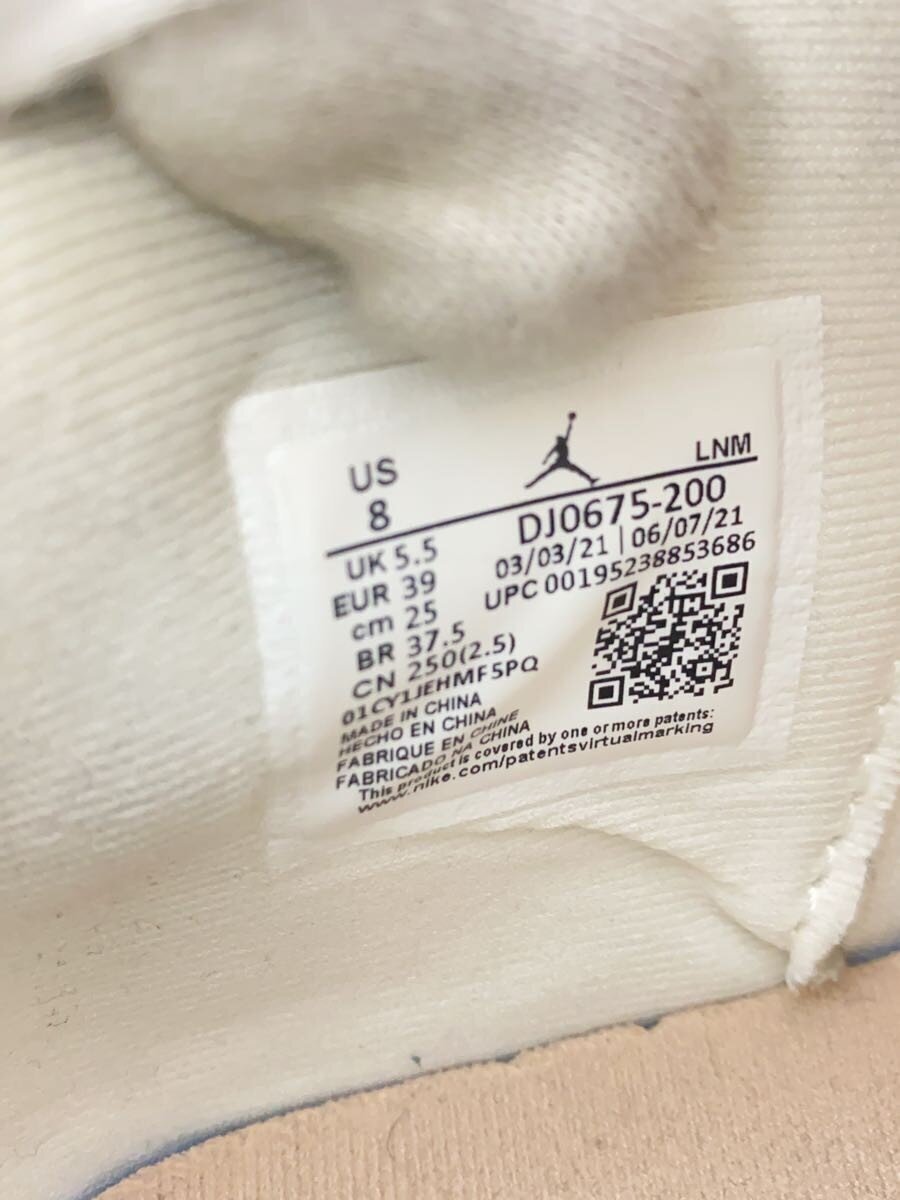 US
8
LNM
DJ0675-200
03/03/21 | 06/07/21
UPC 00195238853686
UK 5.5
EUR 39
cm 25
BR 37.5
CN 250(2.5)
01CY1JEHMF5PQ
MADE IN CHINA
HECHO EN CHINA
FABRIQUE EN CHINE
FABRICADO NA CHINA
This product is covered by one or more patents:
www.nike.com/patentsvirtualmarking